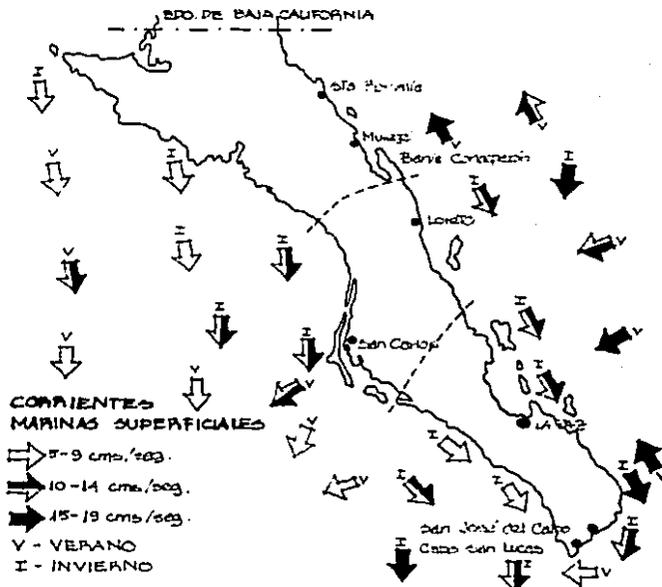 EDO. DE BAJA CALIFORNIA
I
I
V
V
I
I
I
V
V
I
I
V
V
V
I
I
I
I
V
V
I
V
I
V
I
I
V
I
I
V
Sta Rosalía
Mulegé
Bahía Concepción
LORETO
San Carlos
LA PAZ
San José del Cabo
Cabo San Lucas
CORRIENTES
MARINAS SUPERFICIALES
5-9 cms/seg.
10-14 cms/seg.
15-19 cms/seg.
V - VERANO
I - INVIERNO